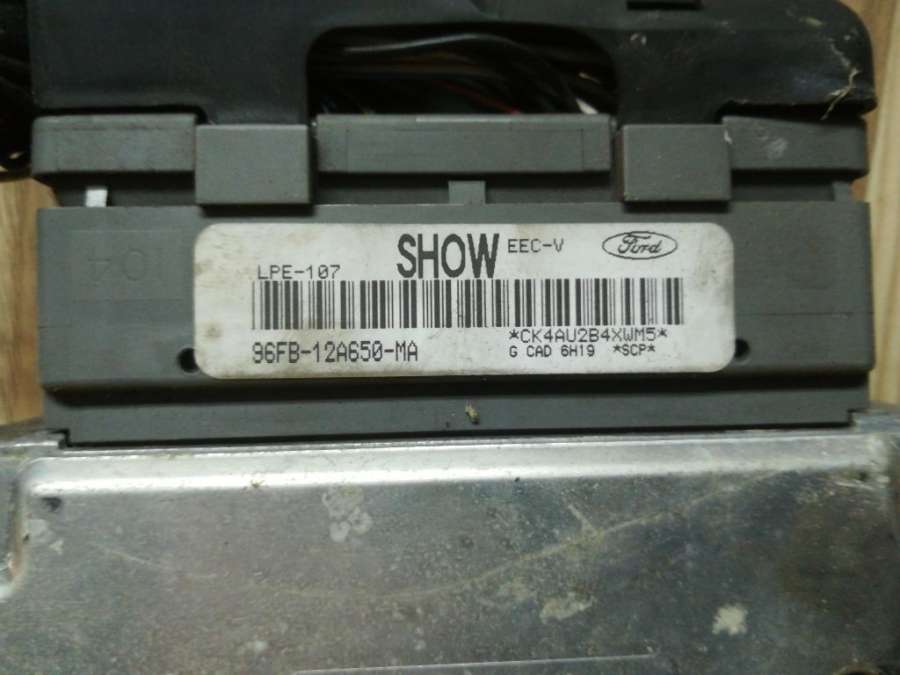 SHOW EEC-V Ford
LPE-107
*CK4AU2B4XWM5*
96FB-12A650-MA
G CAD 6H19 *SCP*